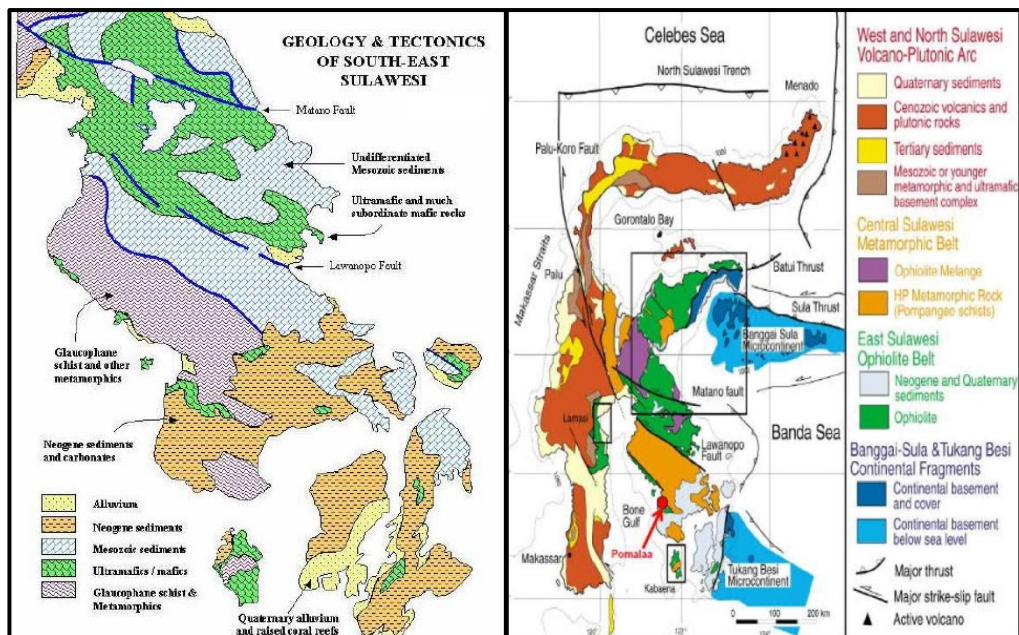 GEOLOGY & TECTONICS
OF SOUTH-EAST
SULAWESI
Matano Fault
Undifferentiated
Mesozoic sediments
Ultramafic and much
subordinate mafic rocks
Lawanopo Fault
Glaucophane
schist and other
metamorphics
Neogene sediments
and carbonates
Alluvium
Neogene sediments
Mesozoic sediments
Ultramafics / mafics
Glaucophane schist &
Metamorphics
Quaternary alluvium
and raised coral reefs
Celebes Sea
North Sulawesi Trench
Menado
Palu-Koro Fault
Gorontalo Bay
Palu
Makassar Straits
Batui Thrust
Sula Thrust
Banggai Sula
Microcontinent
Matano fault
Lamasi
Banda Sea
Lawanopo
Fault
Bone
Gulf
Pomalaa
Makassar
Kabaena
Tukang Besi
Microcontinent
0 100 200 km
West and North Sulawesi
Volcano-Plutonic Arc
Quaternary sediments
Cenozoic volcanics and
plutonic rocks
Tertiary sediments
Mesozoic or younger
metamorphic and ultramafic
basement complex
Central Sulawesi
Metamorphic Belt
Ophiolite Melange
HP Metamorphic Rock
(Pompangeo schists)
East Sulawesi
Ophiolite Belt
Neogene and Quaternary
sediments
Ophiolite
Banggai-Sula &Tukang Besi
Continental Fragments
Continental basement
and cover
Continental basement
below sea level
Major thrust
Major strike-slip fault
Active volcano